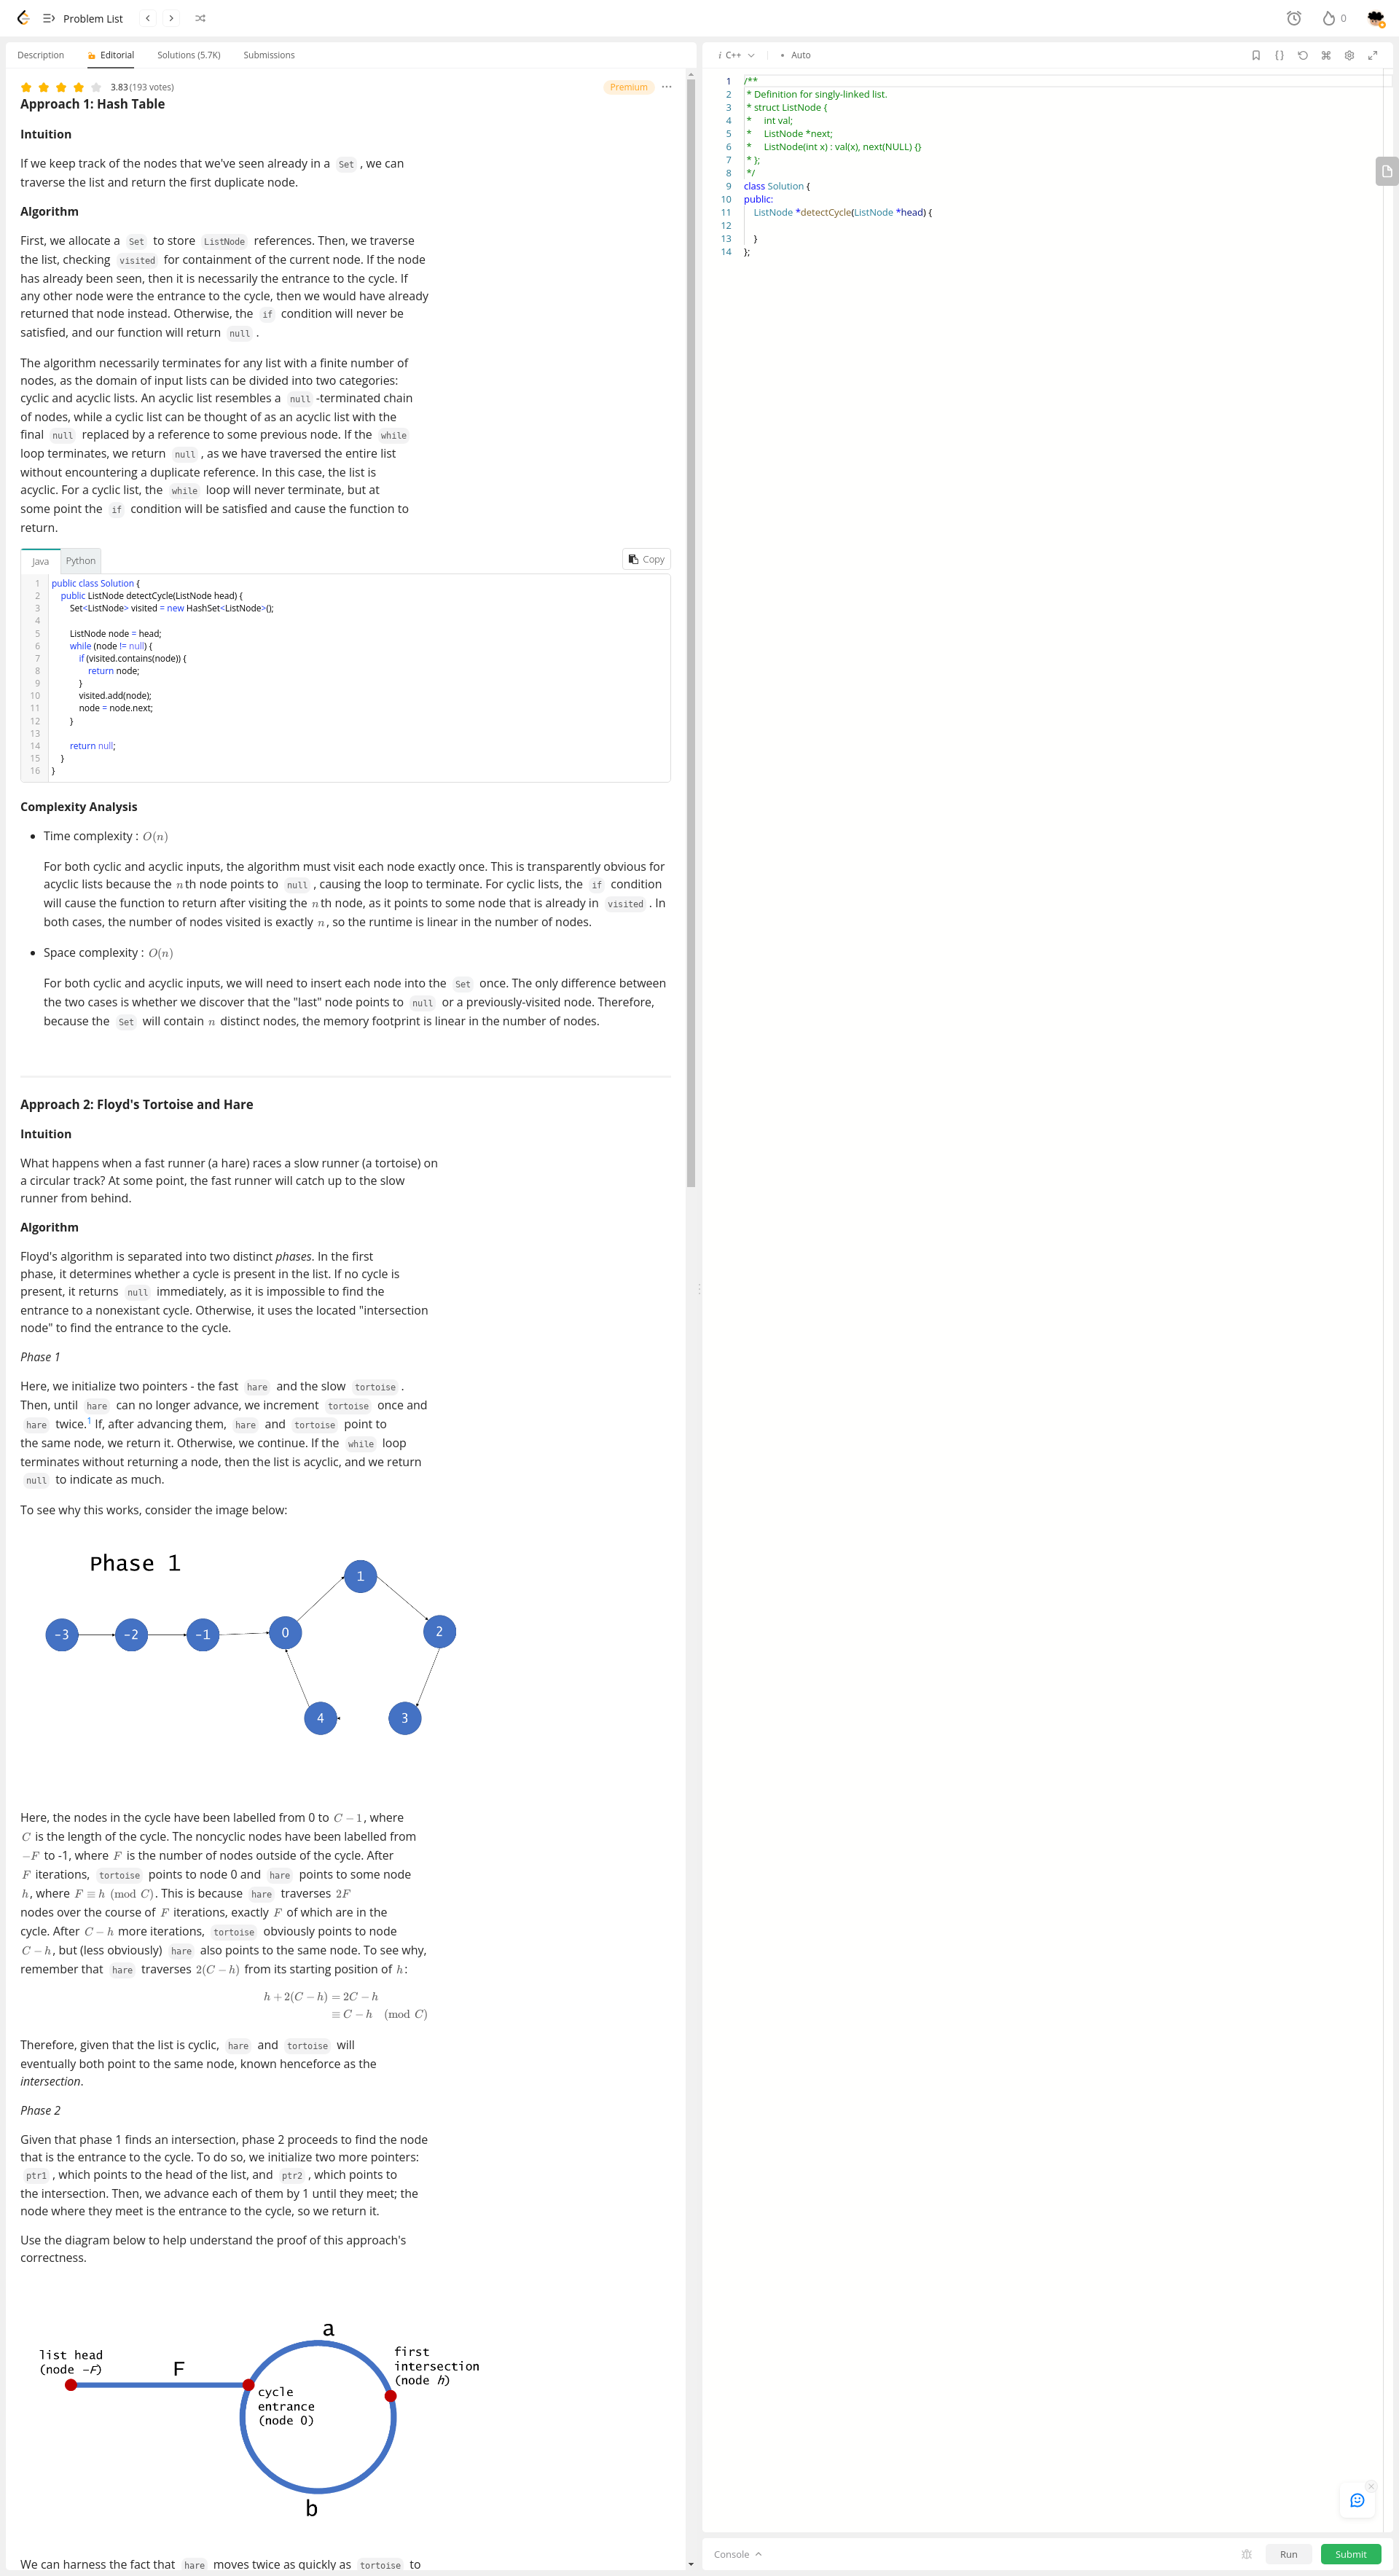 Problem List
0
Description
Editorial
Solutions (5.7K)
Submissions
3.83 (193 votes)
Premium
Approach 1: Hash Table
Intuition
If we keep track of the nodes that we've seen already in a Set , we can
traverse the list and return the first duplicate node.
Algorithm
First, we allocate a Set to store ListNode references. Then, we traverse
the list, checking visited for containment of the current node. If the node
has already been seen, then it is necessarily the entrance to the cycle. If
any other node were the entrance to the cycle, then we would have already
returned that node instead. Otherwise, the if condition will never be
satisfied, and our function will return null .
The algorithm necessarily terminates for any list with a finite number of
nodes, as the domain of input lists can be divided into two categories:
cyclic and acyclic lists. An acyclic list resembles a null -terminated chain
of nodes, while a cyclic list can be thought of as an acyclic list with the
final null replaced by a reference to some previous node. If the while
loop terminates, we return null , as we have traversed the entire list
without encountering a duplicate reference. In this case, the list is
acyclic. For a cyclic list, the while loop will never terminate, but at
some point the if condition will be satisfied and cause the function to
return.
Java
Python
Copy
1 public class Solution {
2 public ListNode detectCycle(ListNode head) {
3 Set<ListNode> visited = new HashSet<ListNode>();
4
5 ListNode node = head;
6 while (node != null) {
7 if (visited.contains(node)) {
8 return node;
9 }
10 visited.add(node);
11 node = node.next;
12 }
13
14 return null;
15 }
16 }
Complexity Analysis
• Time complexity : O(n)
For both cyclic and acyclic inputs, the algorithm must visit each node exactly once. This is transparently obvious for
acyclic lists because the nth node points to null , causing the loop to terminate. For cyclic lists, the if condition
will cause the function to return after visiting the nth node, as it points to some node that is already in visited . In
both cases, the number of nodes visited is exactly n, so the runtime is linear in the number of nodes.
• Space complexity : O(n)
For both cyclic and acyclic inputs, we will need to insert each node into the Set once. The only difference between
the two cases is whether we discover that the "last" node points to null or a previously-visited node. Therefore,
because the Set will contain n distinct nodes, the memory footprint is linear in the number of nodes.
Approach 2: Floyd's Tortoise and Hare
Intuition
What happens when a fast runner (a hare) races a slow runner (a tortoise) on
a circular track? At some point, the fast runner will catch up to the slow
runner from behind.
Algorithm
Floyd's algorithm is separated into two distinct phases. In the first
phase, it determines whether a cycle is present in the list. If no cycle is
present, it returns null immediately, as it is impossible to find the
entrance to a nonexistant cycle. Otherwise, it uses the located "intersection
node" to find the entrance to the cycle.
Phase 1
Here, we initialize two pointers - the fast hare and the slow tortoise .
Then, until hare can no longer advance, we increment tortoise once and
hare twice.1 If, after advancing them, hare and tortoise point to
the same node, we return it. Otherwise, we continue. If the while loop
terminates without returning a node, then the list is acyclic, and we return
null to indicate as much.
To see why this works, consider the image below:
Phase 1
1
-3 -2 -1 0 2
4 3
Here, the nodes in the cycle have been labelled from 0 to C − 1, where
C is the length of the cycle. The noncyclic nodes have been labelled from
−F to -1, where F is the number of nodes outside of the cycle. After
F iterations, tortoise points to node 0 and hare points to some node
h, where F ≡ h (mod C). This is because hare traverses 2F
nodes over the course of F iterations, exactly F of which are in the
cycle. After C − h more iterations, tortoise obviously points to node
C − h, but (less obviously) hare also points to the same node. To see why,
remember that hare traverses 2(C − h) from its starting position of h:
h + 2(C − h) = 2C − h
≡ C − h (mod C)
Therefore, given that the list is cyclic, hare and tortoise will
eventually both point to the same node, known henceforth as the
intersection.
Phase 2
Given that phase 1 finds an intersection, phase 2 proceeds to find the node
that is the entrance to the cycle. To do so, we initialize two more pointers:
ptr1 , which points to the head of the list, and ptr2 , which points to
the intersection. Then, we advance each of them by 1 until they meet; the
node where they meet is the entrance to the cycle, so we return it.
Use the diagram below to help understand the proof of this approach's
correctness.
a
list head
(node -F)
F
first
intersection
(node h)
cycle
entrance
(node 0)
b
We can harness the fact that hare moves twice as quickly as tortoise to
i C++
• Auto
1 /**
2 * Definition for singly-linked list.
3 * struct ListNode {
4 * int val;
5 * ListNode *next;
6 * ListNode(int x) : val(x), next(NULL) {}
7 * };
8 */
9 class Solution {
10 public:
11 ListNode *detectCycle(ListNode *head) {
12
13 }
14 };
Console
Run
Submit